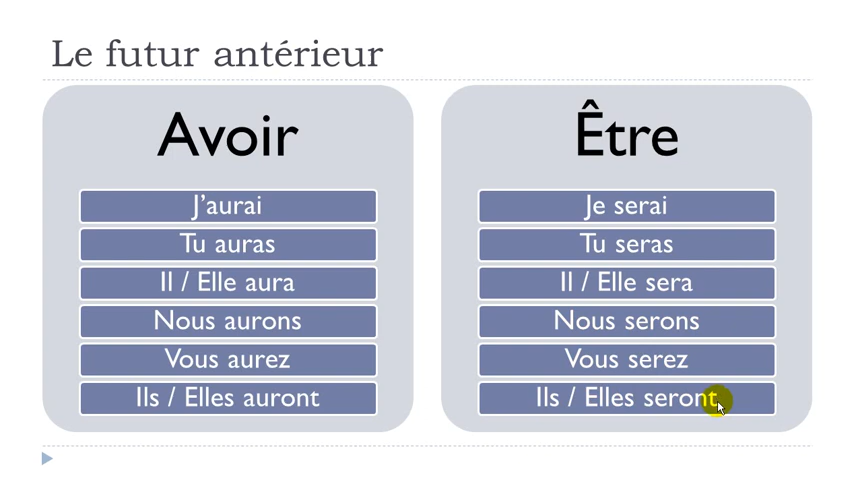 Le futur antérieur
Avoir
J'aurai
Tu auras
Il / Elle aura
Nous aurons
Vous aurez
Ils / Elles auront
Être
Je serai
Tu seras
Il / Elle sera
Nous serons
Vous serez
Ils / Elles seront